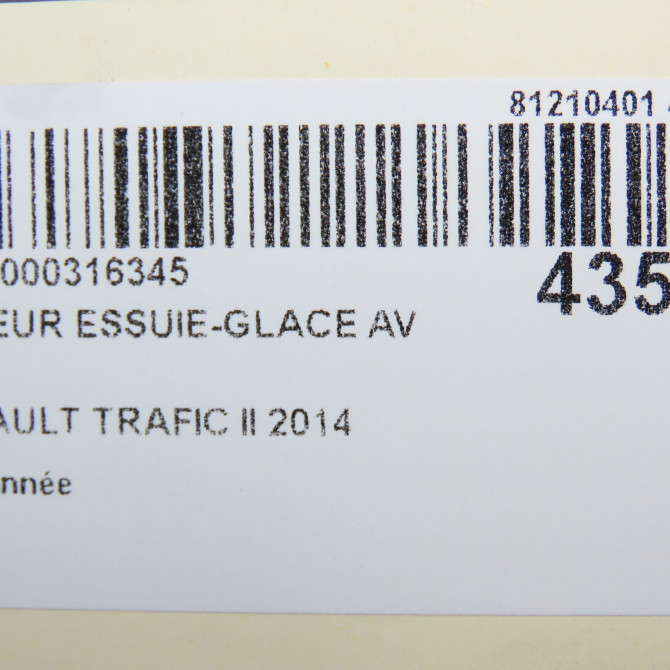 81210401
000316345
435
EUR ESSUIE-GLACE AV
AULT TRAFIC II 2014
nnée